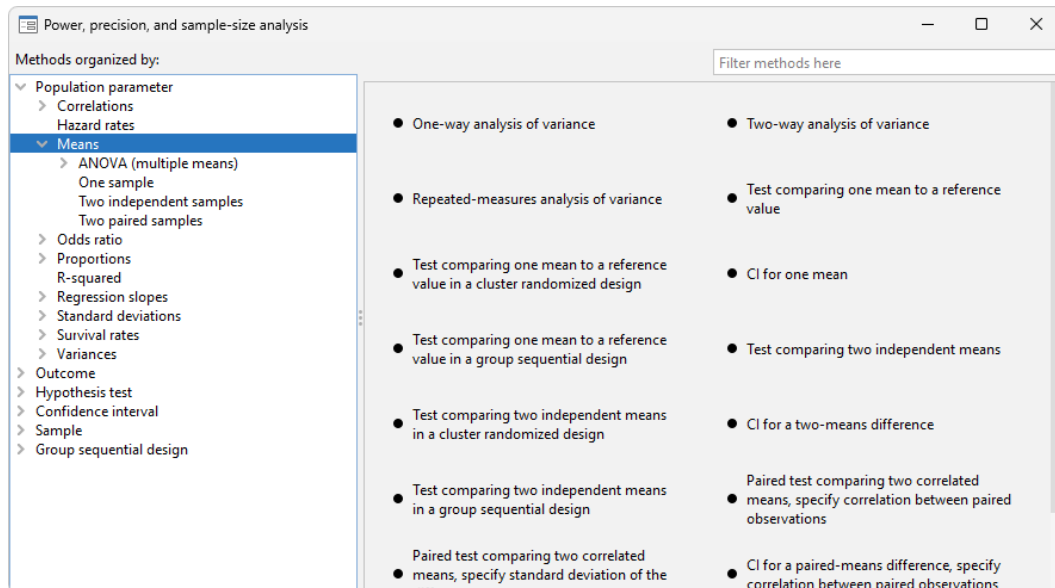 Power, precision, and sample-size analysis
Methods organized by:
Filter methods here
Population parameter
Correlations
Hazard rates
Means
ANOVA (multiple means)
One sample
Two independent samples
Two paired samples
Odds ratio
Proportions
R-squared
Regression slopes
Standard deviations
Survival rates
Variances
Outcome
Hypothesis test
Confidence interval
Sample
Group sequential design
One-way analysis of variance
Two-way analysis of variance
Repeated-measures analysis of variance
Test comparing one mean to a reference
value
Test comparing one mean to a reference
value in a cluster randomized design
CI for one mean
Test comparing one mean to a reference
value in a group sequential design
Test comparing two independent means
Test comparing two independent means
in a cluster randomized design
CI for a two-means difference
Test comparing two independent means
in a group sequential design
Paired test comparing two correlated
means, specify correlation between paired
observations
Paired test comparing two correlated
means, specify standard deviation of the
CI for a paired-means difference, specify
correlation between paired observations